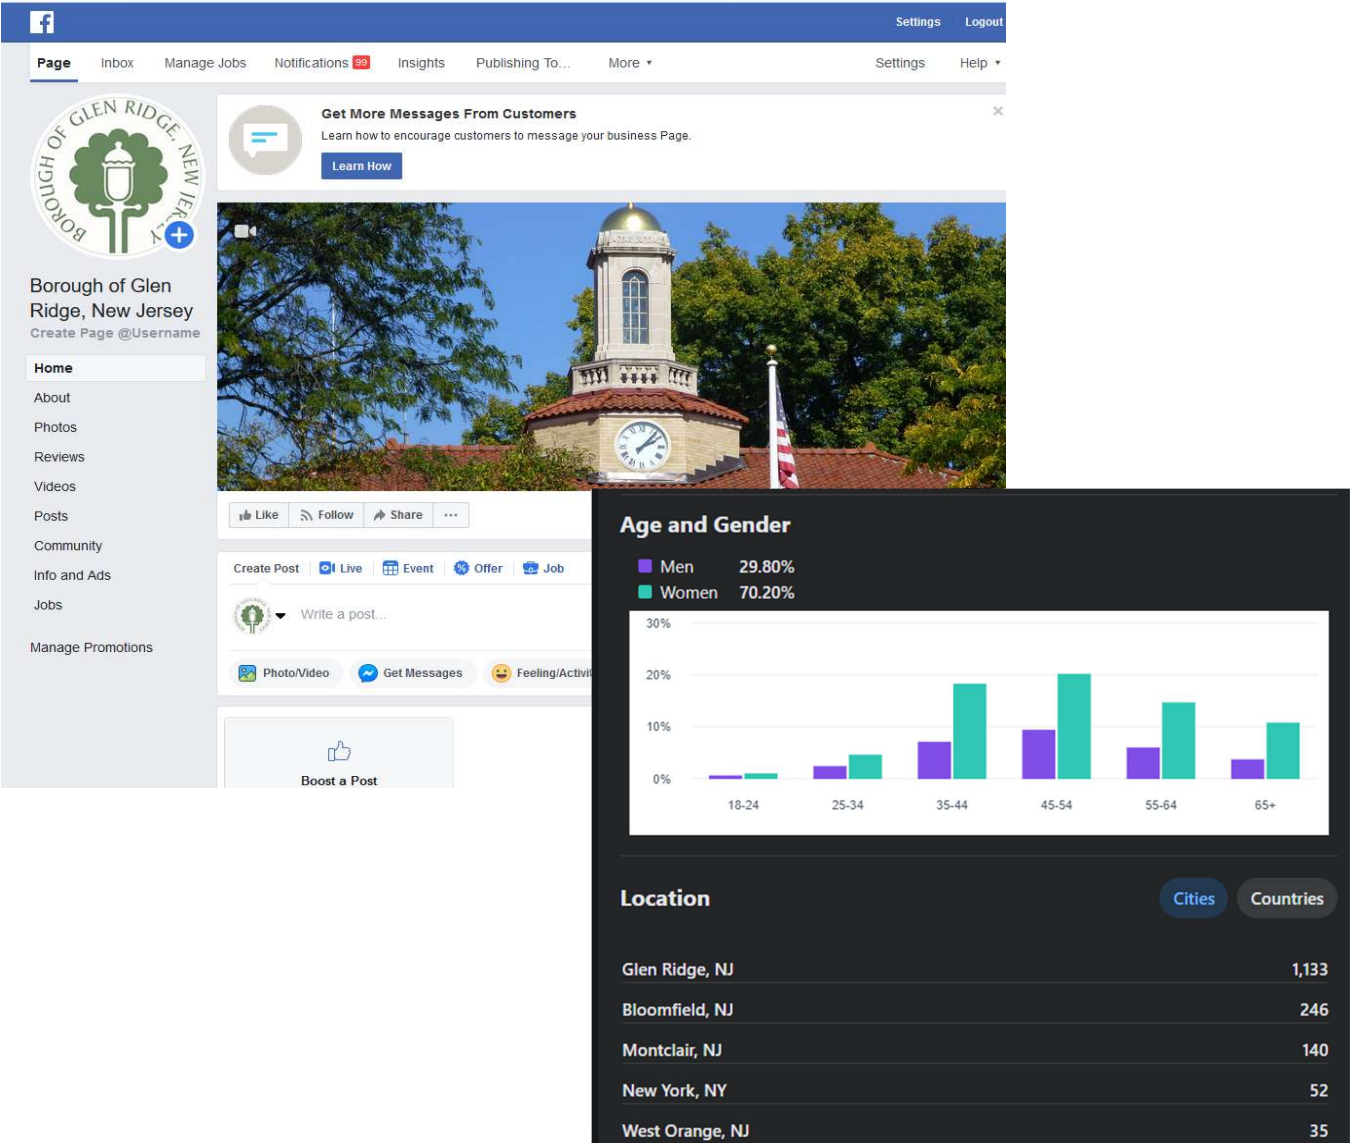 Settings Logout
Page Inbox Manage Jobs Notifications 99 Insights Publishing To... More Settings Help
BOROUGH OF GLEN RIDGE, NEW JERSEY
Get More Messages From Customers
Learn how to encourage customers to message your business Page.
Learn How
Borough of Glen
Ridge, New Jersey
Create Page @Username
Home
About
Photos
Reviews
Videos
Posts
Community
Info and Ads
Jobs
Manage Promotions
Like Follow Share ...
Create Post Live Event Offer Job
Write a post...
Photo/Video Get Messages Feeling/Activi
Boost a Post
Age and Gender
Men 29.80%
Women 70.20%
30%
20%
10%
0%
18-24 25-34 35-44 45-54 55-64 65+
Location Cities Countries
Glen Ridge, NJ 1,133
Bloomfield, NJ 246
Montclair, NJ 140
New York, NY 52
West Orange, NJ 35